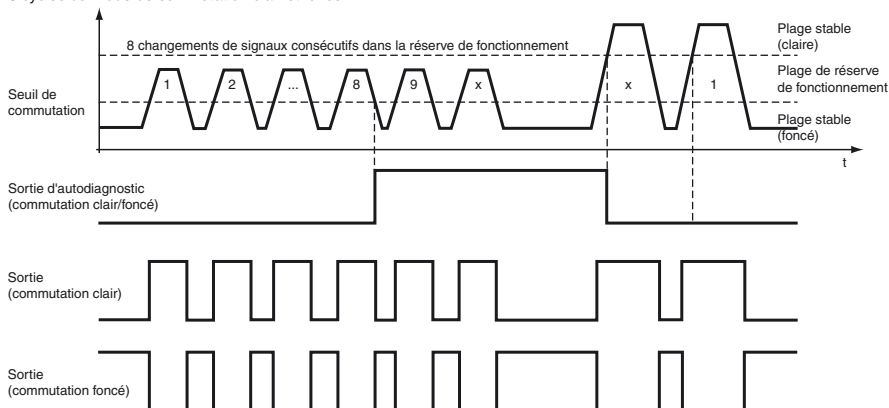 8 changements de signaux consécutifs dans la réserve de fonctionnement
Plage stable
(claire)
Seuil de
commutation
1 2 ... 8 9 x x 1
Plage de réserve
de fonctionnement
Plage stable
(foncé)
t
Sortie d'autodiagnostic
(commutation clair/foncé)
Sortie
(commutation clair)
Sortie
(commutation foncé)